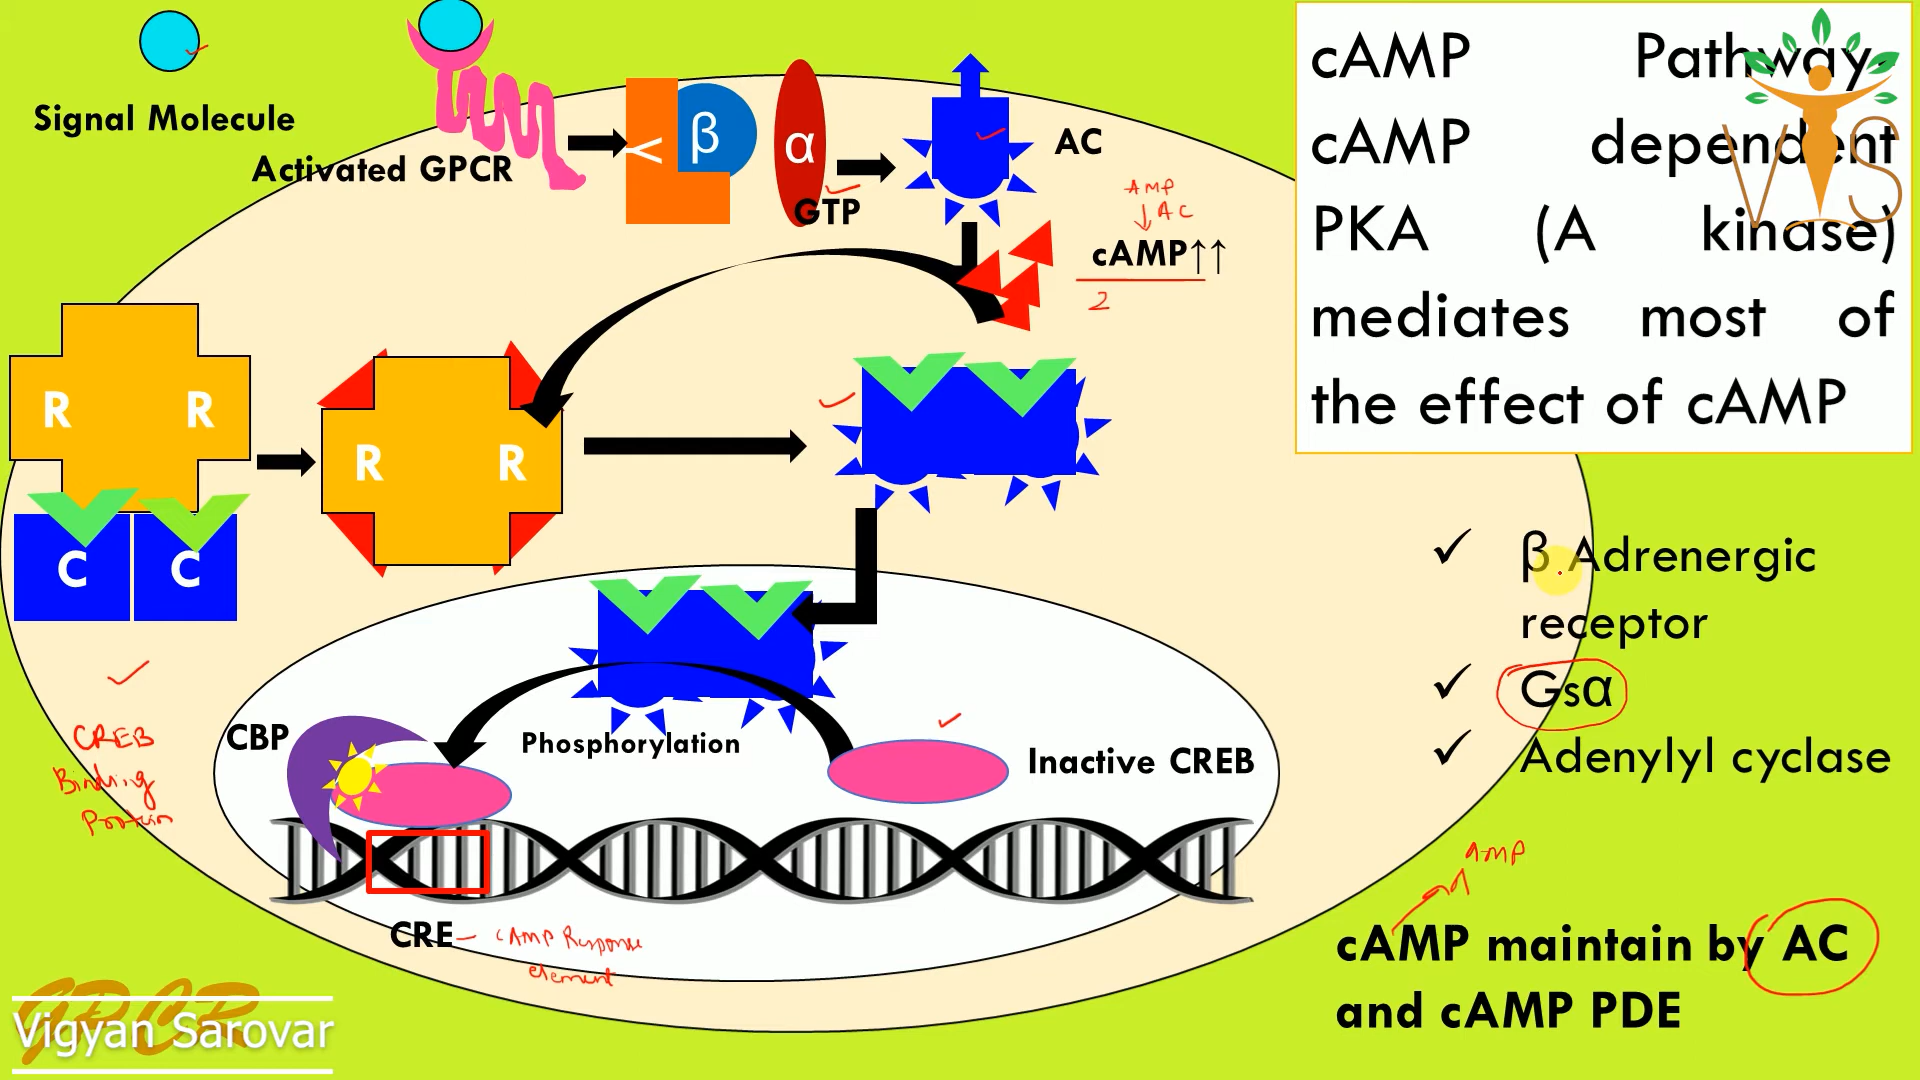 Signal Molecule
Activated GPCR
γ
β
α
GTP
AC
AMP
↓ AC
cAMP↑↑
2
cAMP Pathway-
cAMP dependent
PKA (A kinase)
mediates most of
the effect of cAMP
VS
R R
C C
R R
✓ β Adrenergic
receptor
✓ Gsα
✓ Adenylyl cyclase
CREB
Binding
Protein
CBP
Phosphorylation
Inactive CREB
CRE – cAMP Response
element
AMP
cAMP maintain by AC
and cAMP PDE
GPCR
Vigyan Sarovar